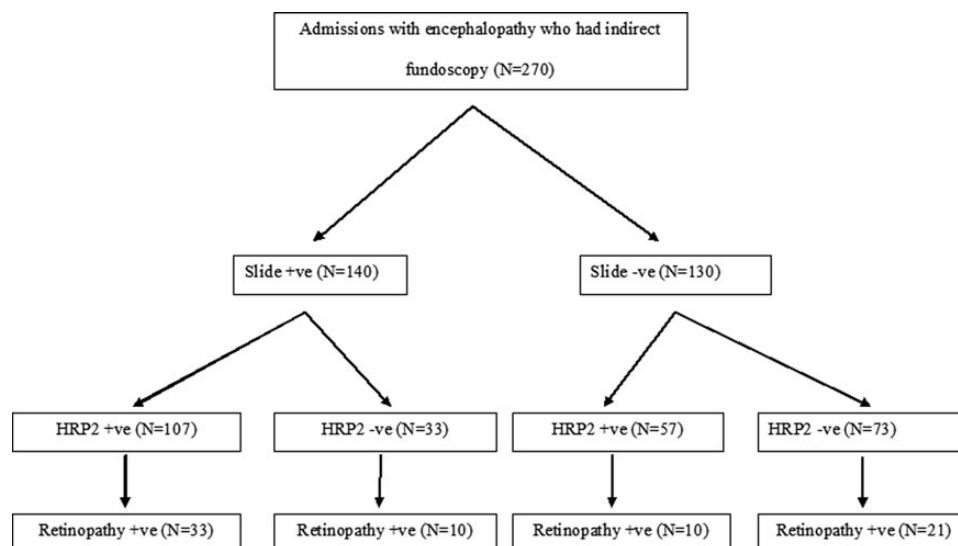 Admissions with encephalopathy who had indirect
fundoscopy (N=270)
Slide +ve (N=140)
Slide -ve (N=130)
HRP2 +ve (N=107)
HRP2 -ve (N=33)
HRP2 +ve (N=57)
HRP2 -ve (N=73)
Retinopathy +ve (N=33)
Retinopathy +ve (N=10)
Retinopathy +ve (N=10)
Retinopathy +ve (N=21)